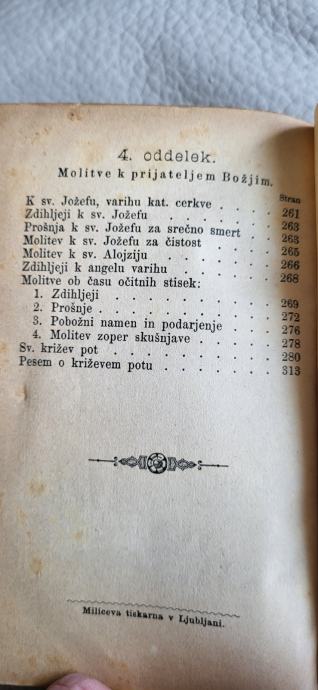 4. oddelek.
Molitve k prijateljem Božjim.
Stran
K sv. Jožefu, varihu kat. cerkve . . . . 261
Zdihljeji k sv. Jožefu . . . . . . . 263
Prošnja k sv. Jožefu za srečno smert . . 263
Molitev k sv. Jožefu za čistost . . . . 265
Molitev k sv. Alojziju . . . . . . . 266
Zdihljeji k angelu varihu . . . . . . 268
Molitve ob času očitnih stisek:
1. Zdihljeji . . . . . . . . . 269
2. Prošnje . . . . . . . . . 272
3. Pobožni namen in podarjenje . . . 276
4. Molitev zoper skušnjave . . . . 278
Sv. križev pot . . . . . . . . . 280
Pesem o križevem potu . . . . . . 313
Miliceva tiskarna v Ljubljani.